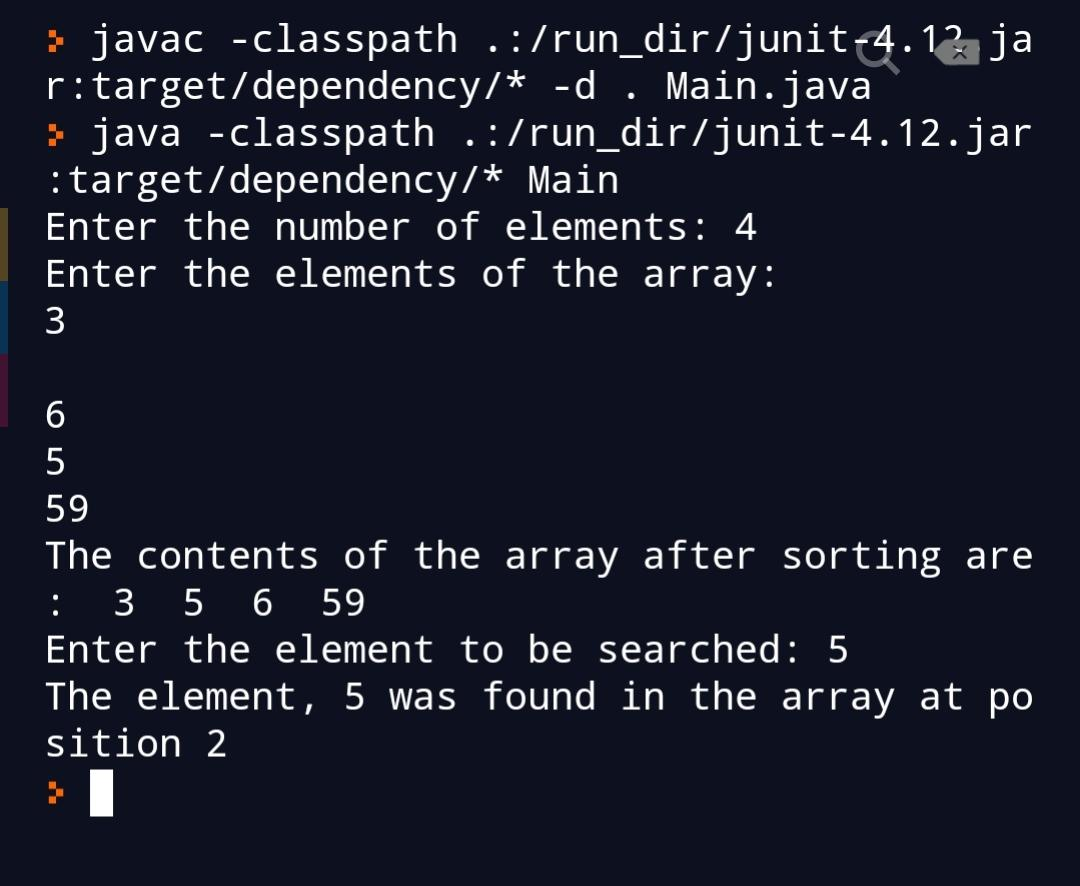 javac -classpath .:/run_dir/junit-4.12.ja
r:target/dependency/* -d . Main.java
java -classpath .:/run_dir/junit-4.12.jar
:target/dependency/* Main
Enter the number of elements: 4
Enter the elements of the array:
3
6
5
59
The contents of the array after sorting are
:  3  5  6  59
Enter the element to be searched: 5
The element, 5 was found in the array at po
sition 2